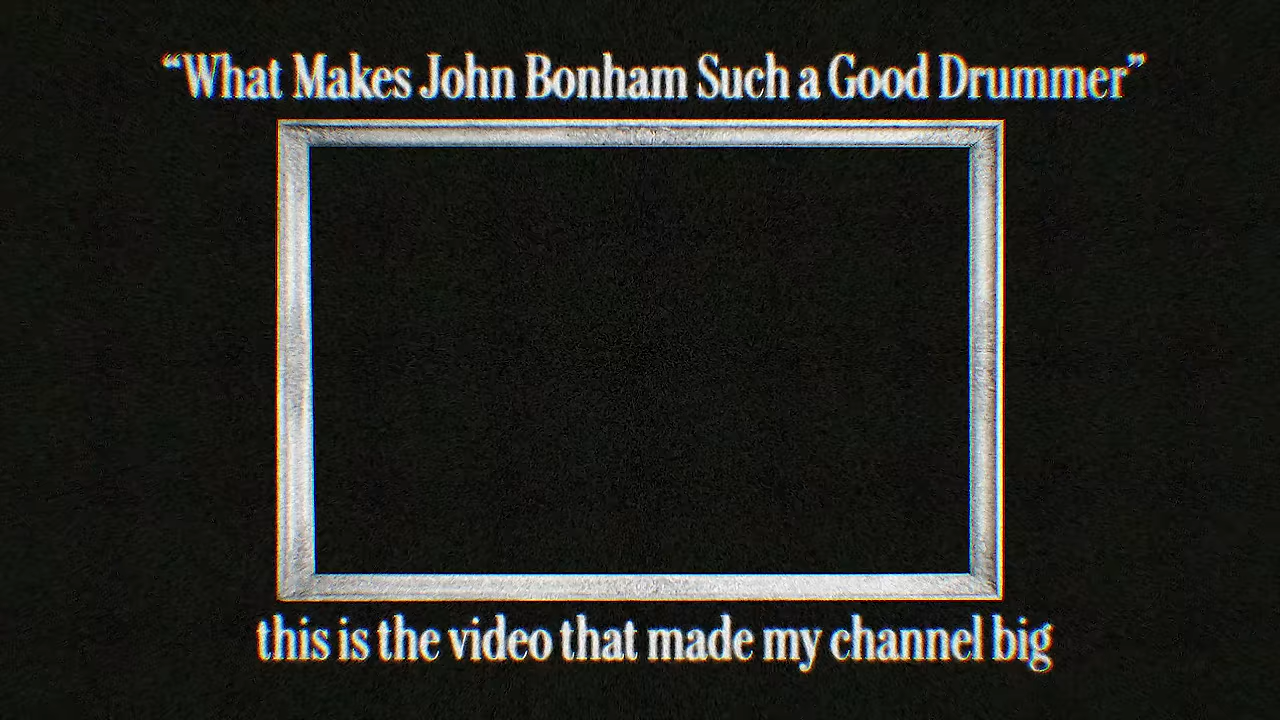 “What Makes John Bonham Such a Good Drummer”
this is the video that made my channel big